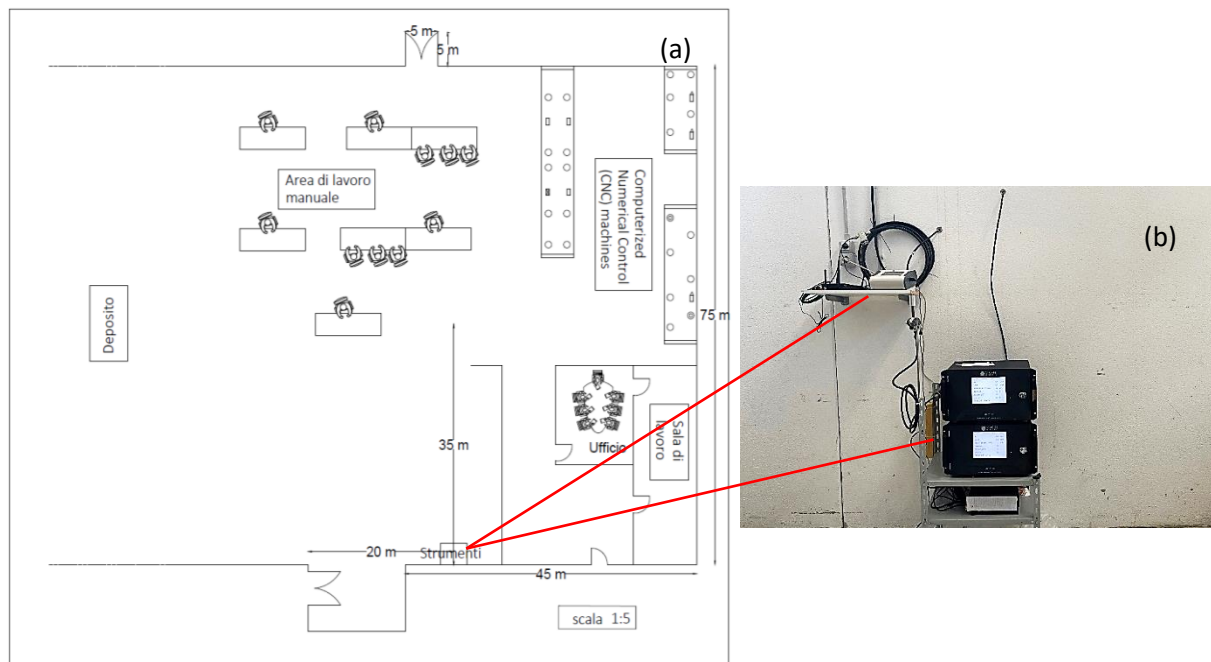 5 m
5 m
(a)
Area di lavoro
manuale
Computerized
Numerical Control
(CNC) machines
Deposito
75 m
35 m
Ufficio
Sala di
lavoro
20 m
Strumenti
45 m
scala 1:5
(b)